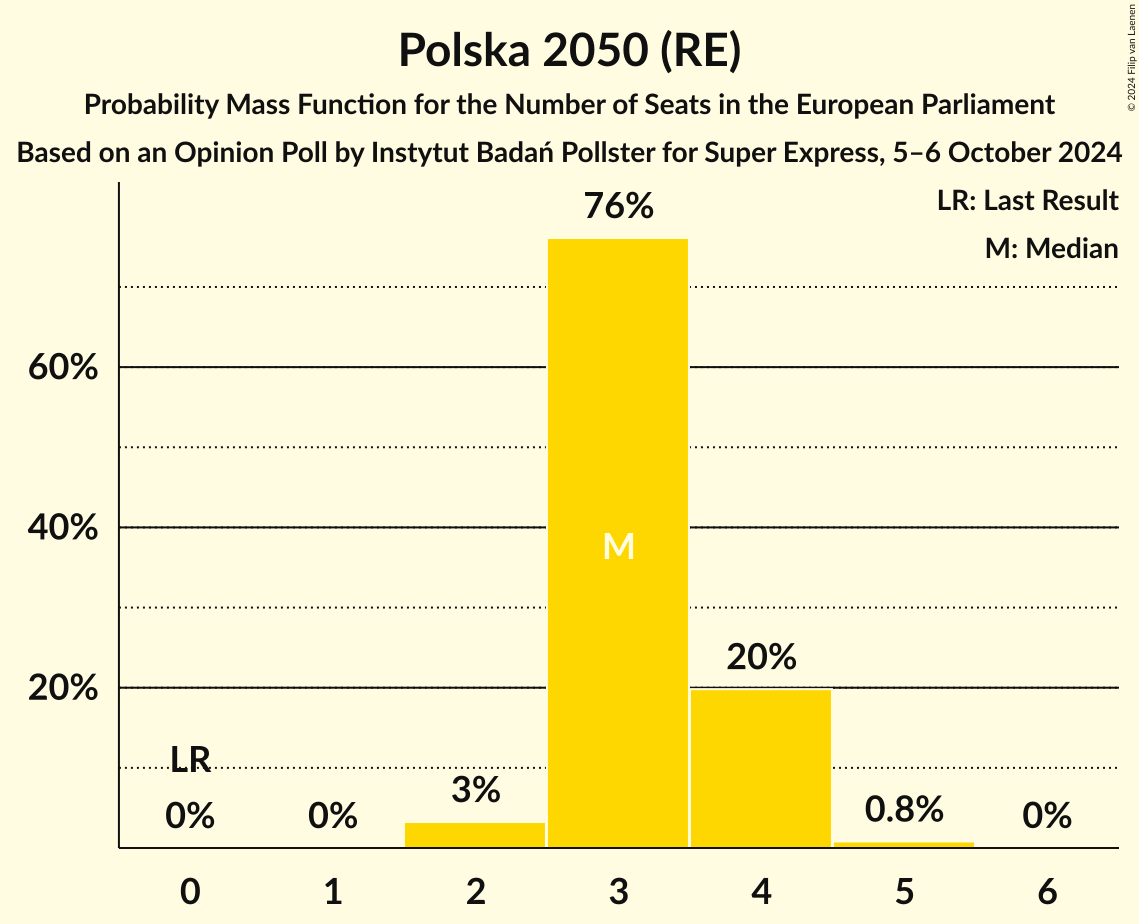 Polska 2050 (RE)
Probability Mass Function for the Number of Seats in the European Parliament
Based on an Opinion Poll by Instytut Badań Pollster for Super Express, 5–6 October 2024
© 2024 Filip van Laenen
LR: Last Result
M: Median
76%
60%
40%
M
20%
20%
LR
3%
0%
0%
0.8%
0%
0
1
2
3
4
5
6